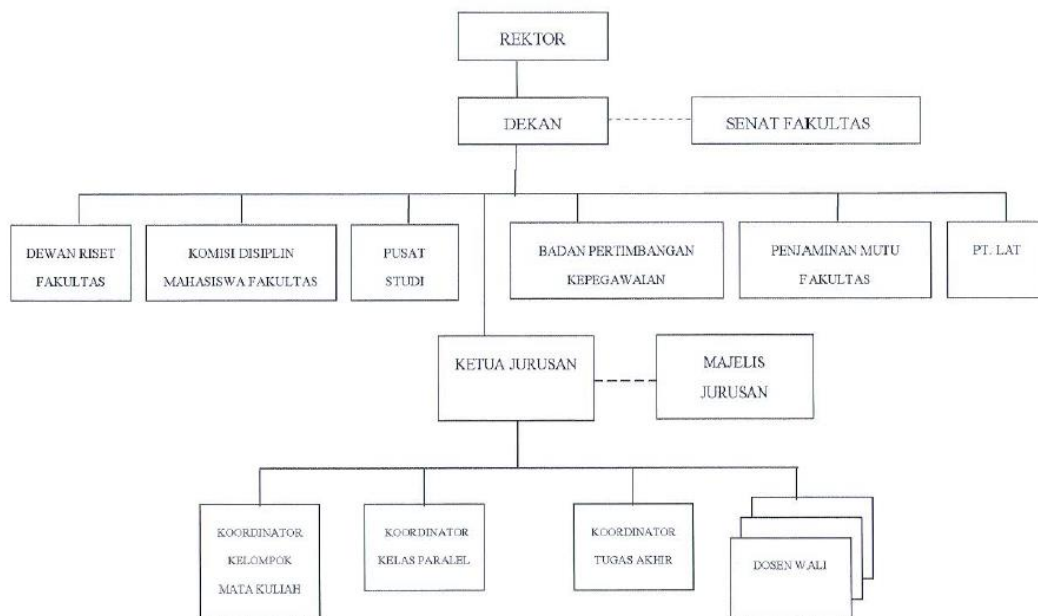 REKTOR
DEKAN
SENAT FAKULTAS
DEWAN RISET
FAKULTAS
KOMISI DISIPLIN
MAHASISWA FAKULTAS
PUSAT
STUDI
BADAN PERTIMBANGAN
KEPEGAWAIAN
PENJAMINAN MUTU
FAKULTAS
PT. LAT
KETUA JURUSAN
MAJELIS
JURUSAN
KOORDINATOR
KELOMPOK
MATA KULIAH
KOORDINATOR
KELAS PARALEL
KOORDINATOR
TUGAS AKHIR
DOSEN WALI